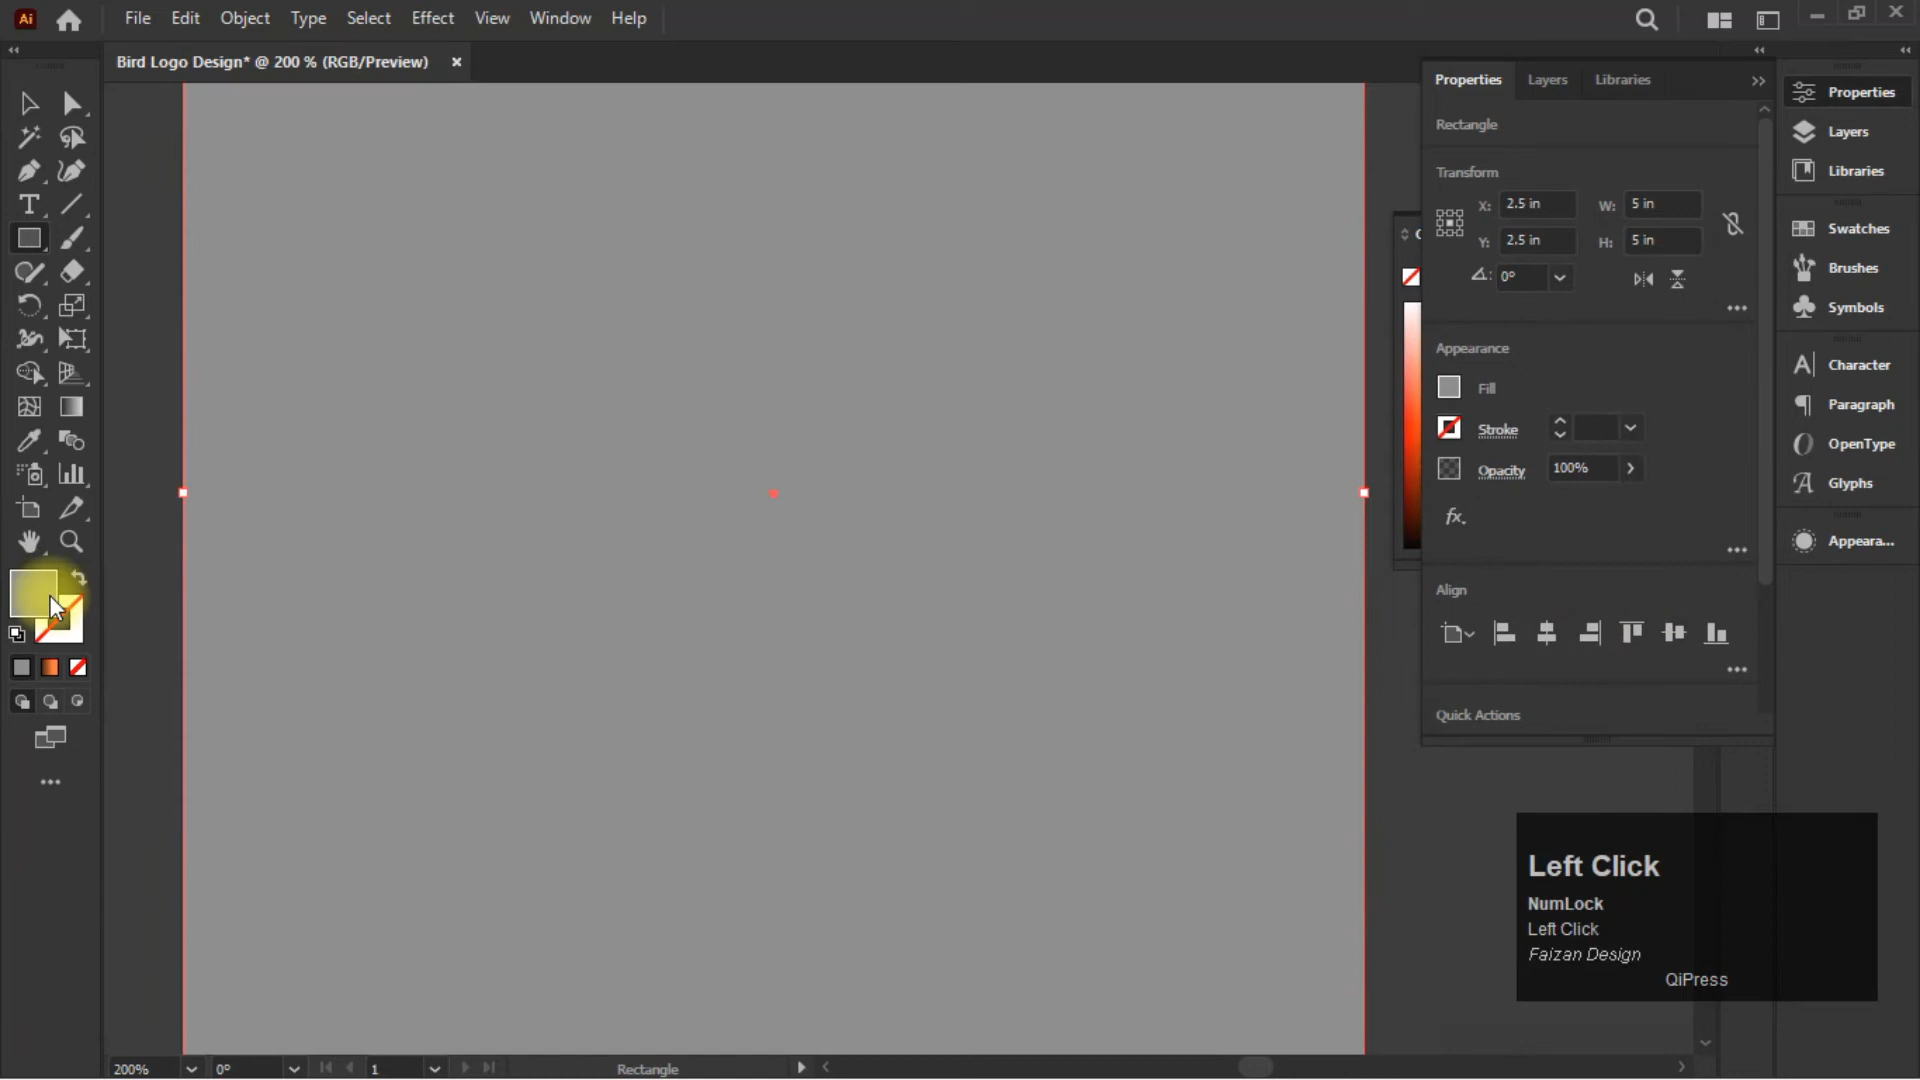 Ai
File Edit Object Type Select Effect View Window Help
Bird Logo Design* @ 200 % (RGB/Preview) ×
Properties Layers Libraries
Rectangle
Transform
X: 2.5 in W: 5 in
Y: 2.5 in H: 5 in
0°
Appearance
Fill
Stroke
Opacity 100%
fx.
Align
Quick Actions
Properties
Layers
Libraries
Swatches
Brushes
Symbols
Character
Paragraph
OpenType
Glyphs
Appeara...
Left Click
NumLock
Left Click
Faizan Design
QiPress
200% 0° 1 Rectangle